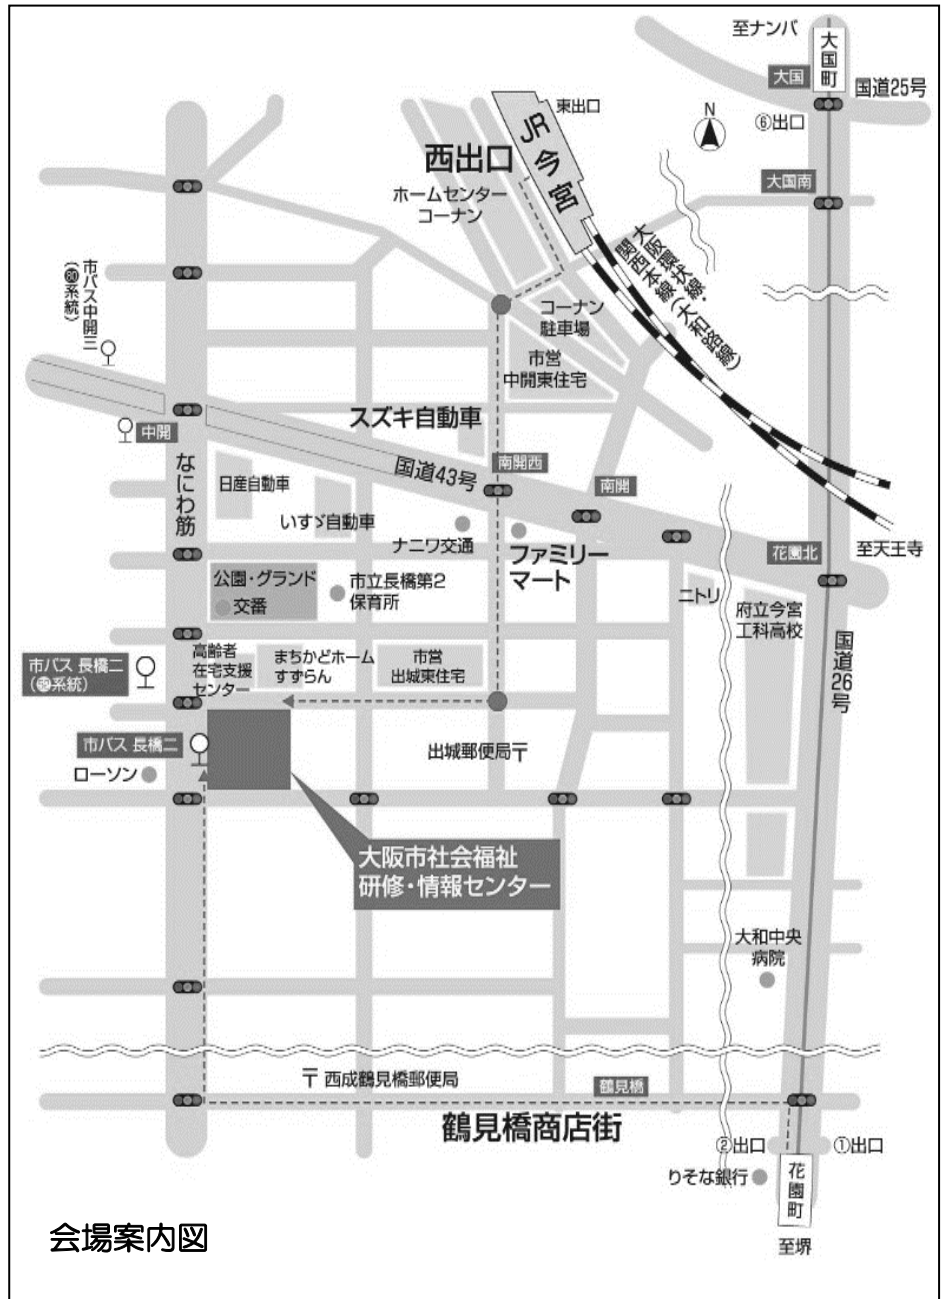 至ナンバ
大国町
大国
国道25号
⑥出口
東出口
N
JR今宮
西出口
ホームセンター
コーナン
大国南
大阪環状線・
関西本線(大和路線)
市バス中開三
(㊿系統)
コーナン
駐車場
市営
中開東住宅
スズキ自動車
中開
国道43号
南開西
南開
なにわ筋
日産自動車
いすゞ自動車
ナニワ交通
ファミリー
マート
花園北
至天王寺
公園・グランド
交番
市立長橋第2
保育所
ニトリ
府立今宮
工科高校
国道26号
高齢者
在宅支援
センター
まちかどホーム
すずらん
市営
出城東住宅
市バス 長橋二
市バス 長橋二
ローソン
出城郵便局〒
大阪市社会福祉
研修・情報センター
大和中央
病院
〒西成鶴見橋郵便局
鶴見橋
鶴見橋商店街
②出口
①出口
りそな銀行
花園町
至堺
会場案内図